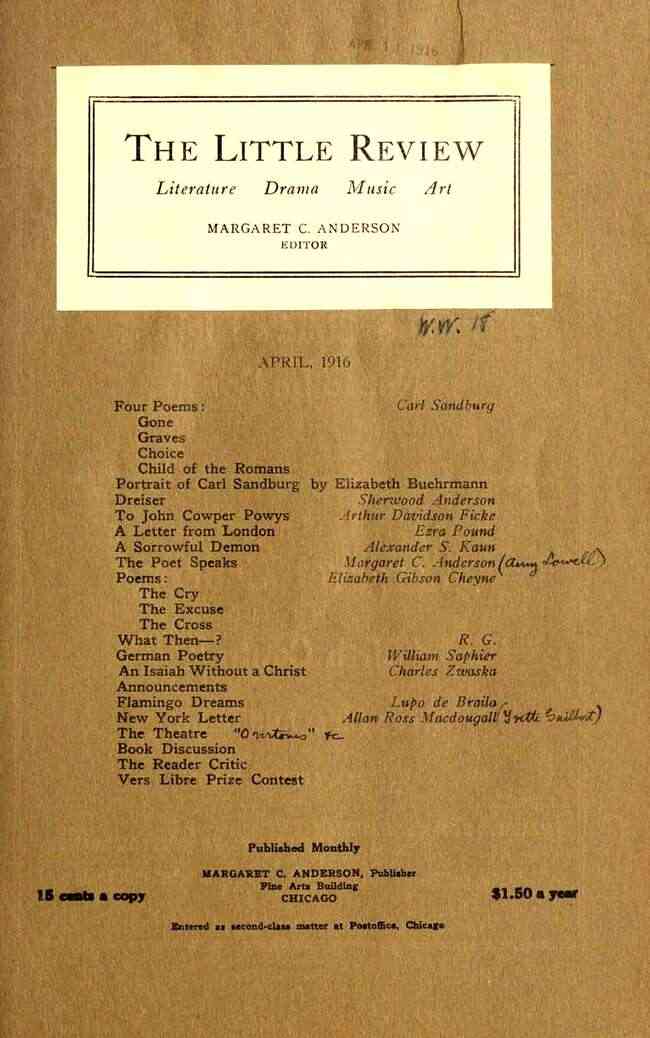 APR 11 1916
THE LITTLE REVIEW
Literature Drama Music Art
MARGARET C. ANDERSON
EDITOR
W.W. 18
APRIL, 1916
Four Poems: Carl Sandburg
Gone
Graves
Choice
Child of the Romans
Portrait of Carl Sandburg by Elizabeth Buehrmann
Dreiser Sherwood Anderson
To John Cowper Powys Arthur Davidson Ficke
A Letter from London Ezra Pound
A Sorrowful Demon Alexander S. Kaun
The Poet Speaks Margaret C. Anderson (Amy Lowell)
Poems: Elizabeth Gibson Cheyne
The Cry
The Excuse
The Cross
What Then—? R. G.
German Poetry William Saphier
An Isaiah Without a Christ Charles Zwaska
Announcements
Flamingo Dreams Lupo de Braila
New York Letter Allan Ross Macdougall (Yvette Guilbert)
The Theatre "Overtones" &c
Book Discussion
The Reader Critic
Vers Libre Prize Contest
Published Monthly
MARGARET C. ANDERSON, Publisher
Fine Arts Building
CHICAGO
15 cents a copy
$1.50 a year
Entered as second-class matter at Postoffice, Chicago